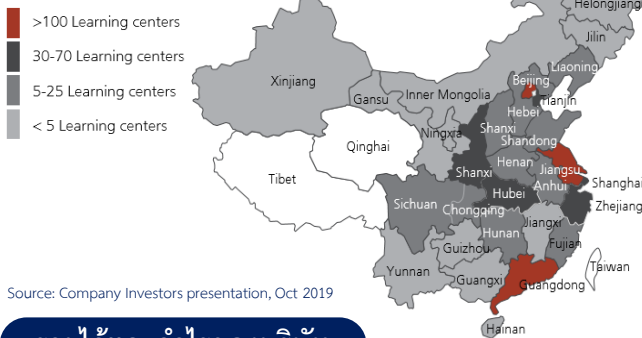 >100 Learning centers
30-70 Learning centers
5-25 Learning centers
< 5 Learning centers
Helongjiang
Jilin
Liaoning
Xinjiang
Beijing
Gansu
Inner Mongolia
Tianjin
Hebei
Ningxia
Shanxi
Shandong
Qinghai
Henan
Jiangsu
Shanxi
Tibet
Anhui
Shanghai
Hubei
Sichuan
Chongqing
Zhejiang
Jiangxi
Hunan
Fujian
Guizhou
Yunnan
Taiwan
Guangxi
Guangdong
Source: Company Investors presentation, Oct 2019
Hainan